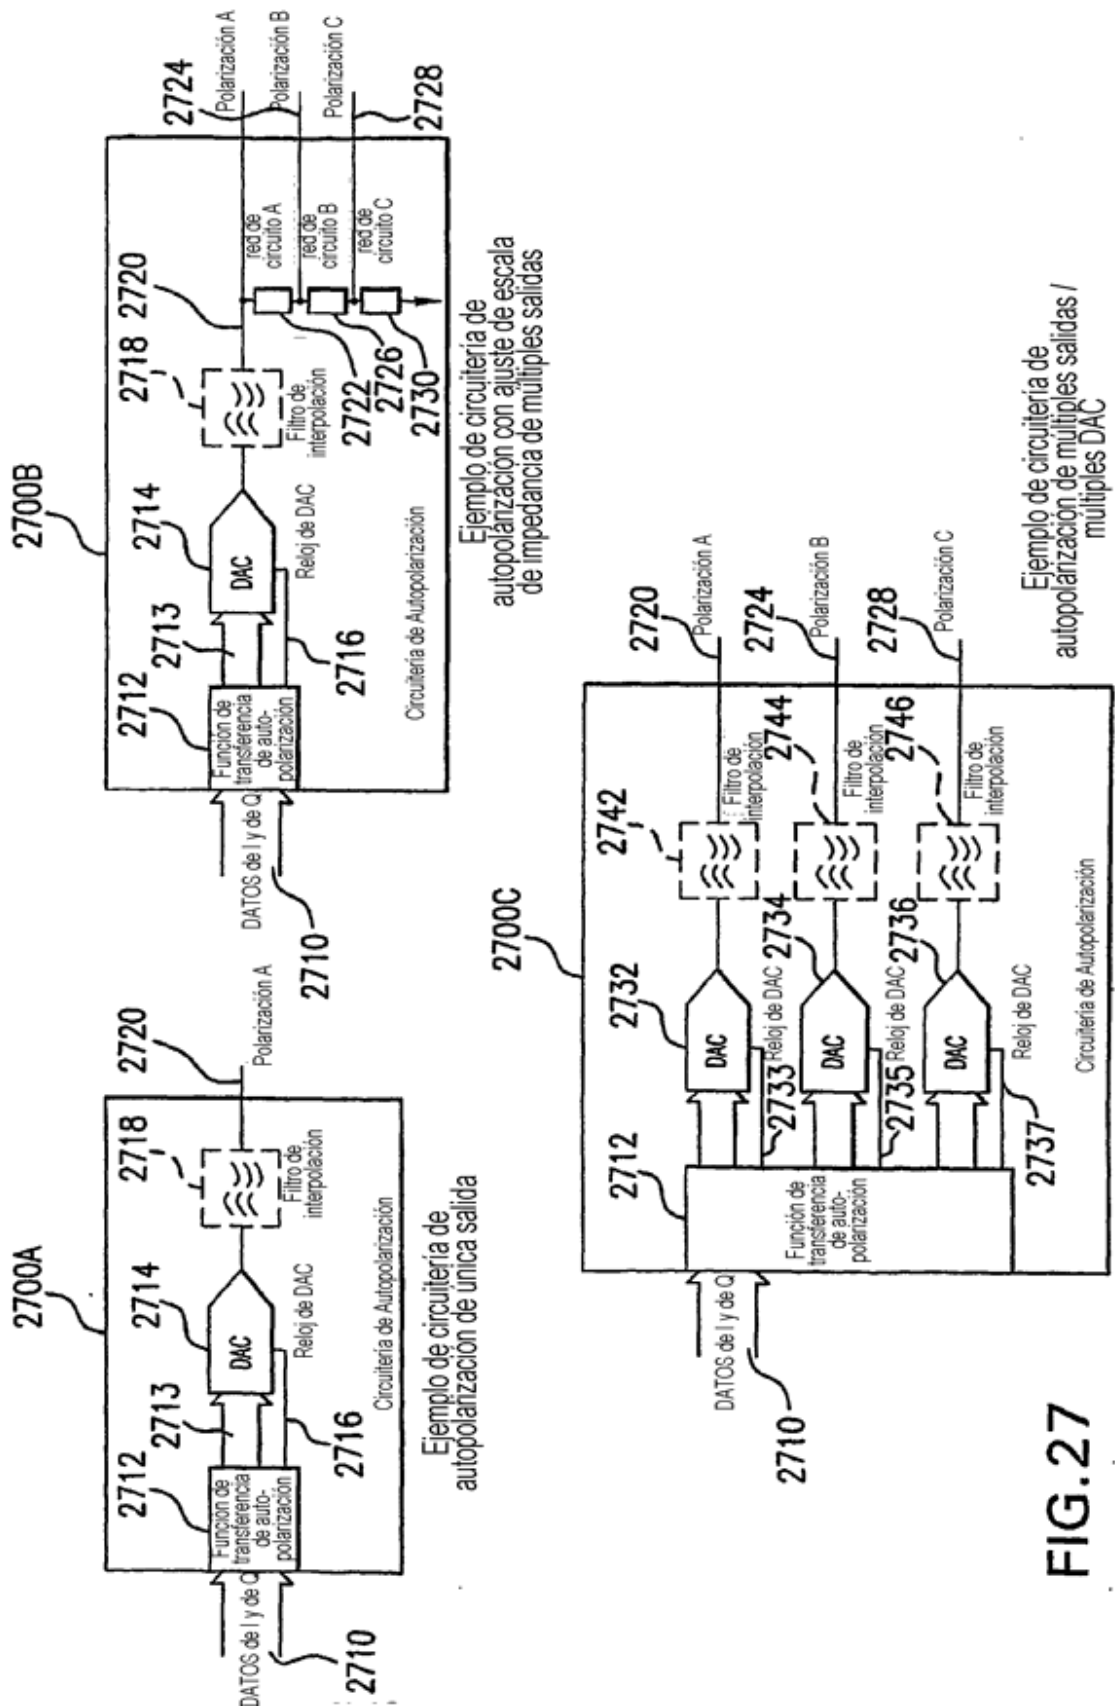 2700A
2712
2713
2714
2718
2720
Función de
transferencia
de auto-
polarización
DAC
Filtro de
interpolación
Polarización A
DATOS de I y de Q
2710
2716
Reloj de DAC
Circuitería de Autopolarización
Ejemplo de circuitería de
autopolarización de única salida
2700B
2712
2713
2714
2718
2720
2724
Polarización A
Polarización B
Polarización C
2728
Función de
transferencia
de auto-
polarización
DAC
Filtro de
interpolación
red de
circuito A
red de
circuito B
red de
circuito C
DATOS de I y de Q
2710
2716
Reloj de DAC
2722
2726
2730
Circuitería de Autopolarización
Ejemplo de circuitería de
autopolarización con ajuste de escala
de impedancia de múltiples salidas
2700C
2712
2732
2742
2720
DAC
Filtro de
interpolación
Polarización A
DATOS de I y de Q
2710
2733
Reloj de DAC
2734
2744
2724
Función de
transferencia
de auto-
polarización
DAC
Filtro de
interpolación
Polarización B
2735
Reloj de DAC
2736
2746
2728
DAC
Filtro de
interpolación
Polarización C
2737
Reloj de DAC
Circuitería de Autopolarización
Ejemplo de circuitería de
autopolarización de múltiples salidas /
múltiples DAC
FIG.27